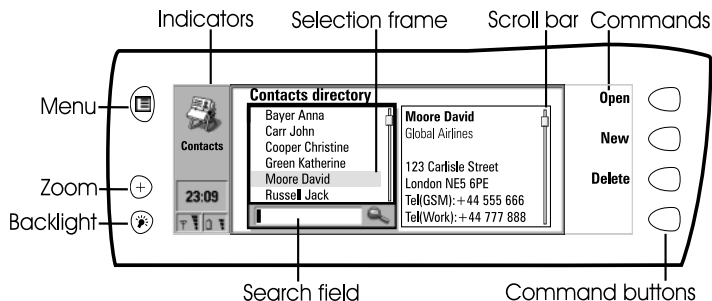 Indicators
Selection frame
Scroll bar
Commands
Menu
Zoom
Backlight
Contacts
23:09
Contacts directory
Bayer Anna
Carr John
Cooper Christine
Green Katherine
Moore David
Russell Jack
Moore David
Global Airlines
123 Carlisle Street
London NE5 6PE
Tel(GSM):+44 555 666
Tel(Work):+44 777 888
Open
New
Delete
Search field
Command buttons